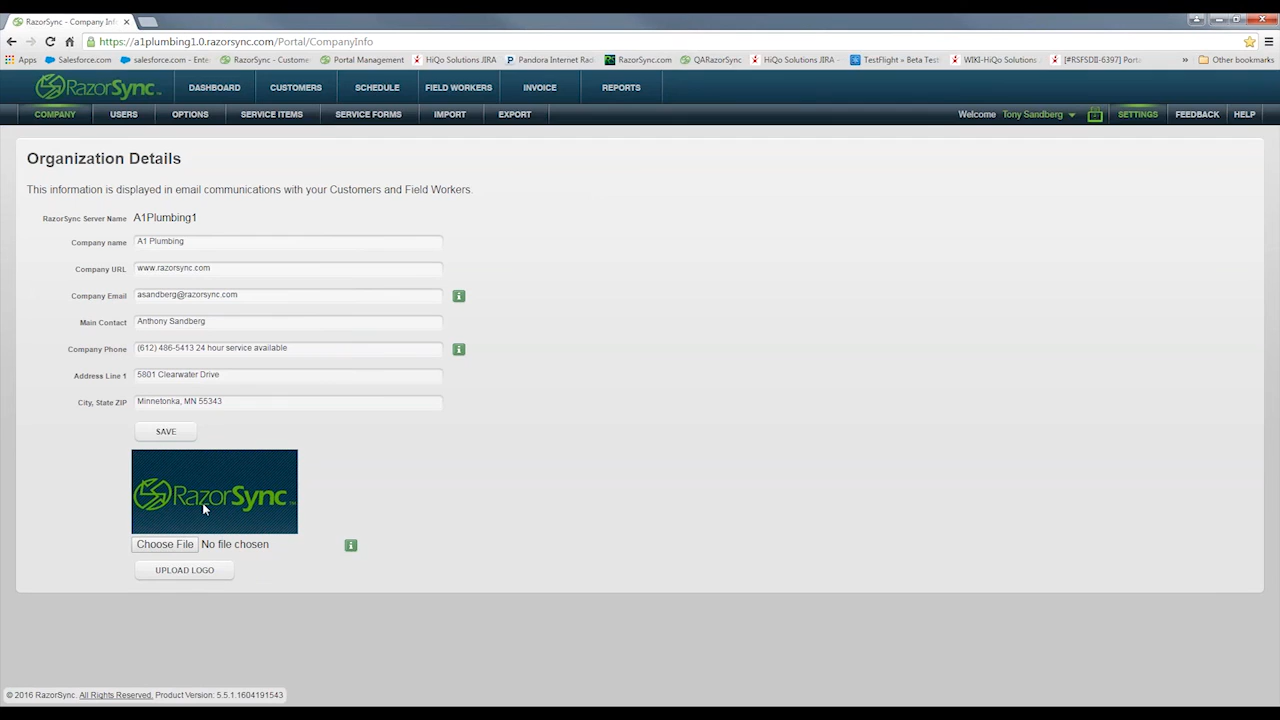 RazorSync - Company Inf
https://a1plumbing1.0.razorsync.com/Portal/CompanyInfo
Apps Salesforce.com salesforce.com - Ente RazorSync - Custome Portal Management HiQo Solutions JIRA Pandora Internet Radi RazorSync.com QARazorSync HiQo Solutions JIRA TestFlight » Beta Test WIKI-HiQo Solutions [#RSFSDII-6397] Porta » Other bookmarks
RazorSync DASHBOARD CUSTOMERS SCHEDULE FIELD WORKERS INVOICE REPORTS
COMPANY USERS OPTIONS SERVICE ITEMS SERVICE FORMS IMPORT EXPORT Welcome Tony Sandberg SETTINGS FEEDBACK HELP
Organization Details
This information is displayed in email communications with your Customers and Field Workers.
RazorSync Server Name A1Plumbing1
Company name A1 Plumbing
Company URL www.razorsync.com
Company Email asandberg@razorsync.com
Main Contact Anthony Sandberg
Company Phone (612) 486-5413 24 hour service available
Address Line 1 5801 Clearwater Drive
City, State ZIP Minnetonka, MN 55343
SAVE
RazorSync
Choose File No file chosen
UPLOAD LOGO
© 2016 RazorSync. All Rights Reserved. Product Version: 5.5.1.1604191543